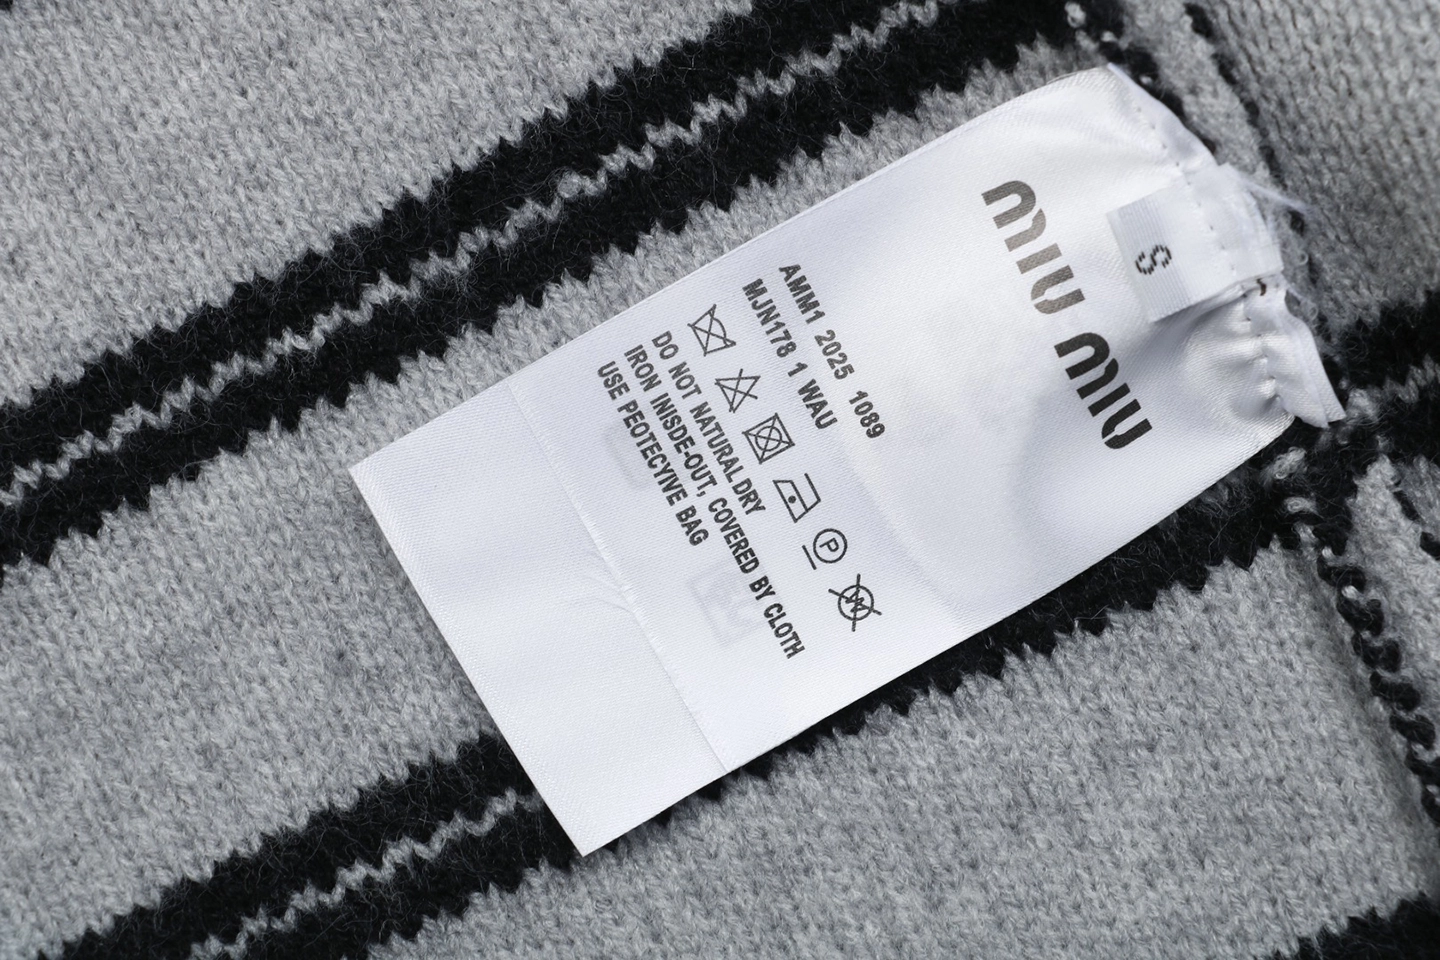 miu miu
S
AMM1 2025 1089
MJN178 1 WAU
P
W
DO NOT NATURAL DRY
IRON INISDE-OUT, COVERED BY CLOTH
USE PEOTECYIVE BAG